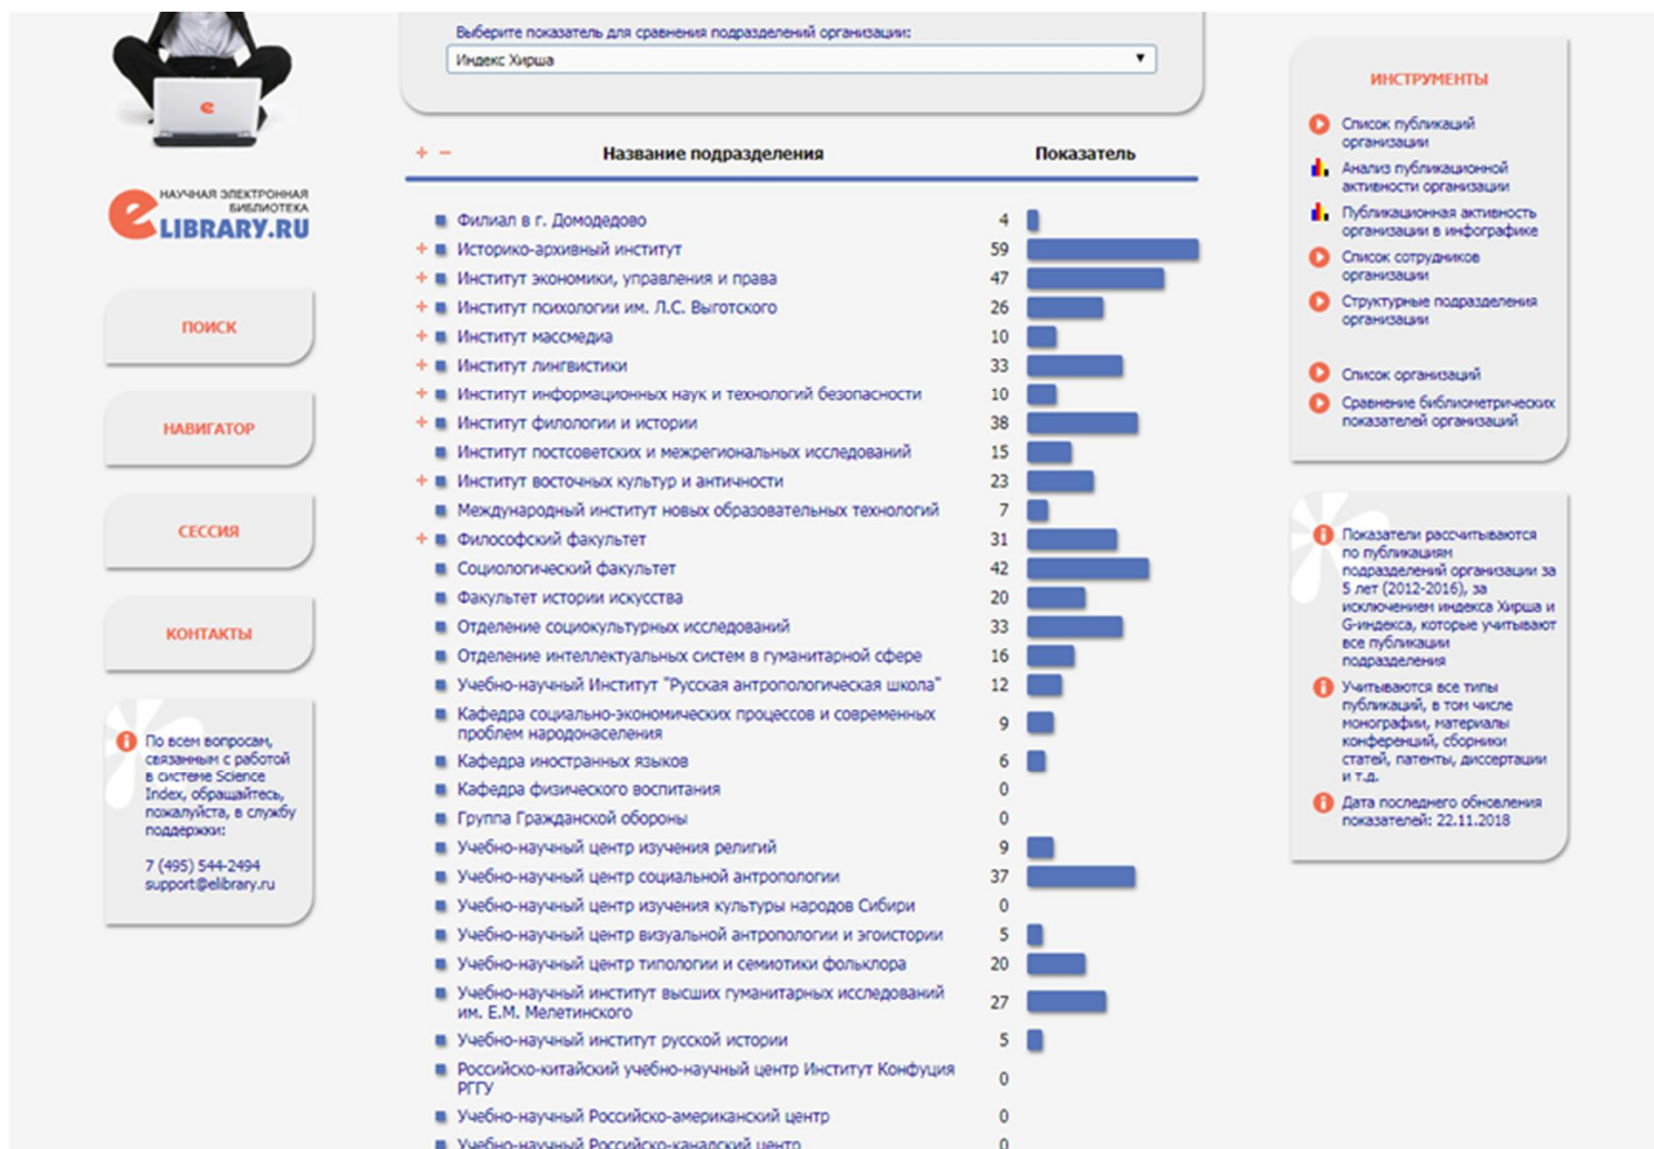 Выберите показатель для сравнения подразделений организации:
Индекс Хирша
e
НАУЧНАЯ ЭЛЕКТРОННАЯ
БИБЛИОТЕКА
eLIBRARY.RU
ПОИСК
НАВИГАТОР
СЕССИЯ
КОНТАКТЫ
По всем вопросам,
связанным с работой
в системе Science
Index, обращайтесь,
пожалуйста, в службу
поддержки:
7 (495) 544-2494
support@elibrary.ru
+ − Название подразделения Показатель
Филиал в г. Домодедово 4
+ Историко-архивный институт 59
+ Институт экономики, управления и права 47
+ Институт психологии им. Л.С. Выготского 26
+ Институт массмедиа 10
+ Институт лингвистики 33
+ Институт информационных наук и технологий безопасности 10
+ Институт филологии и истории 38
Институт постсоветских и межрегиональных исследований 15
+ Институт восточных культур и античности 23
Международный институт новых образовательных технологий 7
+ Философский факультет 31
Социологический факультет 42
Факультет истории искусства 20
Отделение социокультурных исследований 33
Отделение интеллектуальных систем в гуманитарной сфере 16
Учебно-научный Институт "Русская антропологическая школа" 12
Кафедра социально-экономических процессов и современных
проблем народонаселения 9
Кафедра иностранных языков 6
Кафедра физического воспитания 0
Группа Гражданской обороны 0
Учебно-научный центр изучения религий 9
Учебно-научный центр социальной антропологии 37
Учебно-научный центр изучения культуры народов Сибири 0
Учебно-научный центр визуальной антропологии и эгоистории 5
Учебно-научный центр типологии и семиотики фольклора 20
Учебно-научный институт высших гуманитарных исследований
им. Е.М. Мелетинского 27
Учебно-научный институт русской истории 5
Российско-китайский учебно-научный центр Институт Конфуция
РГГУ 0
Учебно-научный Российско-американский центр 0
Учебно-научный Российско-канадский центр 0
ИНСТРУМЕНТЫ
Список публикаций
организации
Анализ публикационной
активности организации
Публикационная активность
организации в инфографике
Список сотрудников
организации
Структурные подразделения
организации
Список организаций
Сравнение библиометрических
показателей организаций
Показатели рассчитываются
по публикациям
подразделений организации за
5 лет (2012-2016), за
исключением индекса Хирша и
G-индекса, которые учитывают
все публикации
подразделения
Учитываются все типы
публикаций, в том числе
монографии, материалы
конференций, сборники
статей, патенты, диссертации
и т.д.
Дата последнего обновления
показателей: 22.11.2018